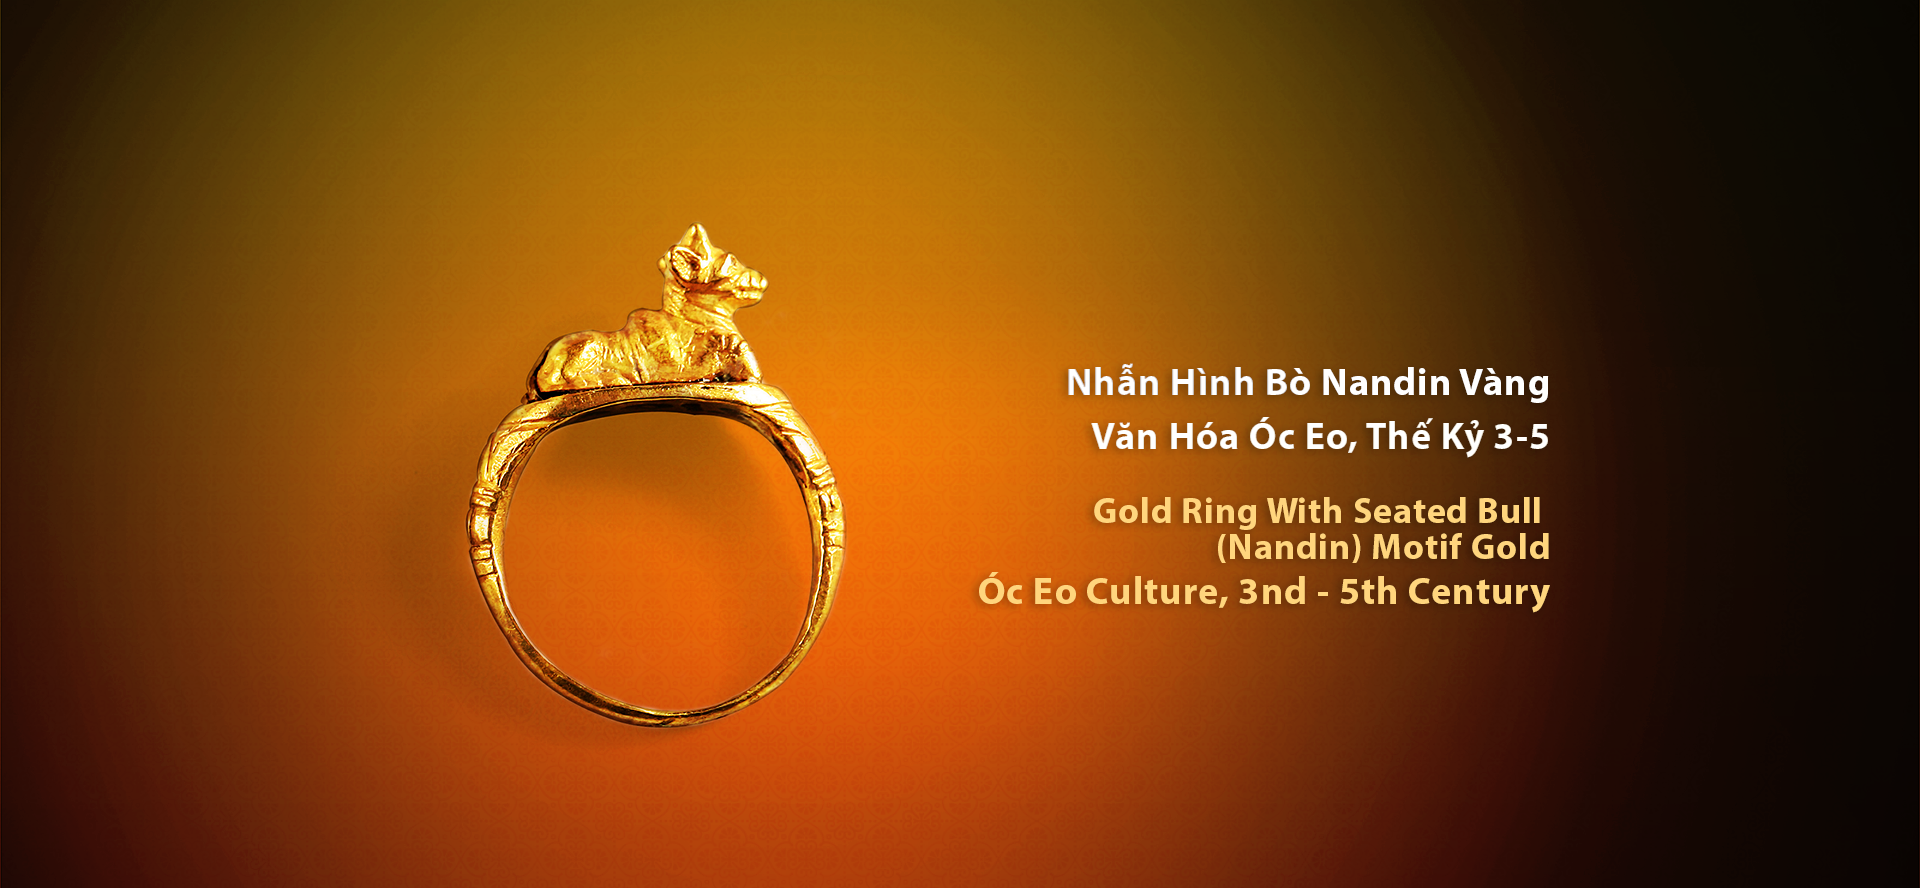 Nhẫn Hình Bò Nandin Vàng
Văn Hóa Óc Eo, Thế Kỷ 3-5
Gold Ring With Seated Bull
(Nandin) Motif Gold
Óc Eo Culture, 3nd - 5th Century